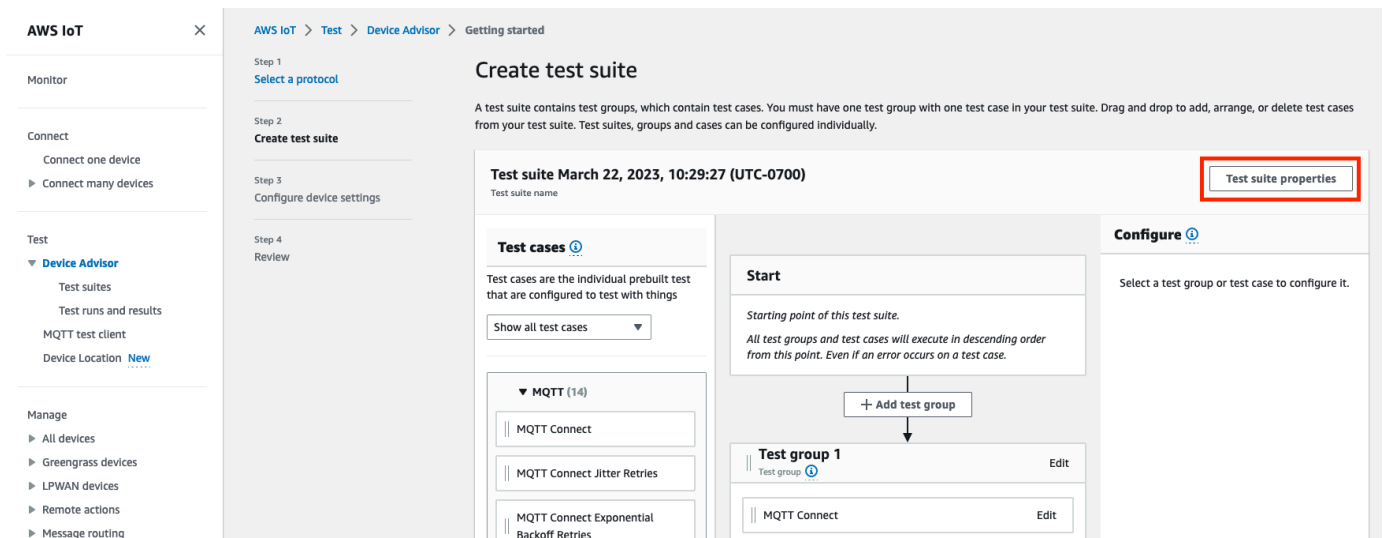 AWS IoT
Monitor
Connect
Connect one device
Connect many devices
Test
Device Advisor
Test suites
Test runs and results
MQTT test client
Device Location New
Manage
All devices
Greengrass devices
LPWAN devices
Remote actions
Message routing
AWS IoT > Test > Device Advisor > Getting started
Step 1
Select a protocol
Step 2
Create test suite
Step 3
Configure device settings
Step 4
Review
Create test suite
A test suite contains test groups, which contain test cases. You must have one test group with one test case in your test suite. Drag and drop to add, arrange, or delete test cases
from your test suite. Test suites, groups and cases can be configured individually.
Test suite March 22, 2023, 10:29:27 (UTC-0700)
Test suite name
Test suite properties
Test cases
Test cases are the individual prebuilt test
that are configured to test with things
Show all test cases
MQTT (14)
MQTT Connect
MQTT Connect Jitter Retries
MQTT Connect Exponential
Backoff Retries
Start
Starting point of this test suite.
All test groups and test cases will execute in descending order
from this point. Even if an error occurs on a test case.
+ Add test group
Test group 1
Test group
Edit
MQTT Connect
Edit
Configure
Select a test group or test case to configure it.